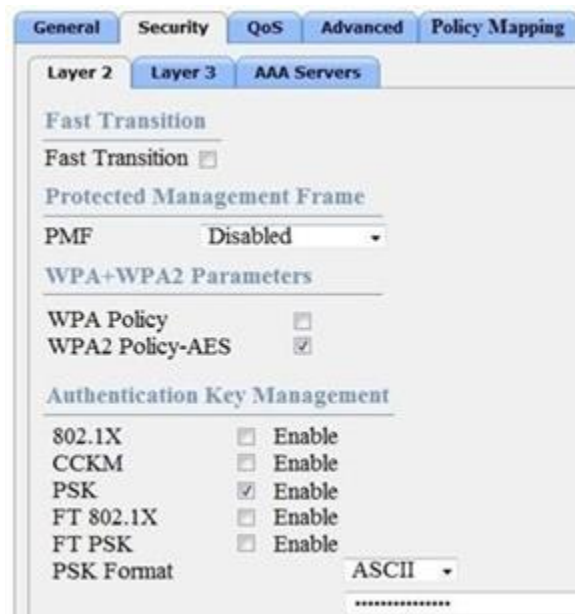 General Security QoS Advanced Policy Mapping
Layer 2 Layer 3 AAA Servers
Fast Transition
Fast Transition
Protected Management Frame
PMF Disabled
WPA+WPA2 Parameters
WPA Policy
WPA2 Policy-AES
Authentication Key Management
802.1X Enable
CCKM Enable
PSK Enable
FT 802.1X Enable
FT PSK Enable
PSK Format ASCII
•••••••••••••••